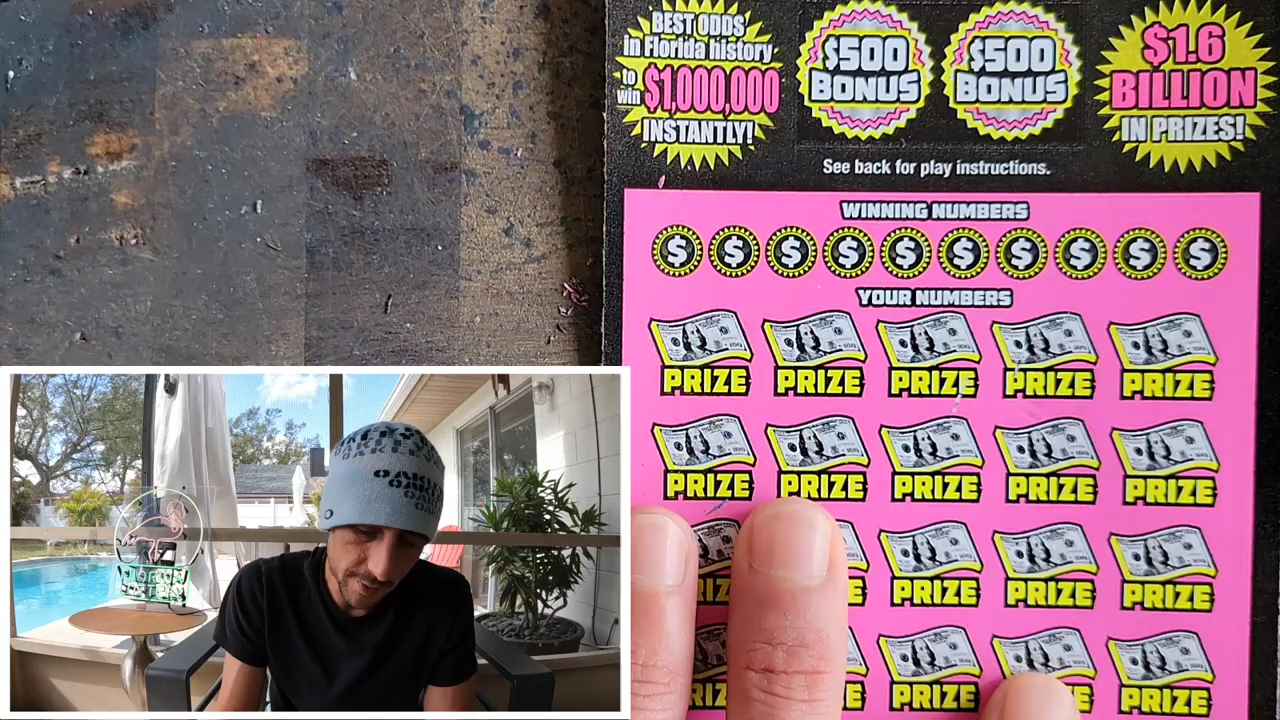 BEST ODDS
in Florida history
to win $1,000,000
INSTANTLY!
$500
BONUS
$500
BONUS
$1.6
BILLION
IN PRIZES!
See back for play instructions.
WINNING NUMBERS
$ $ $ $ $ $ $ $ $ $
YOUR NUMBERS
PRIZE PRIZE PRIZE PRIZE PRIZE
PRIZE PRIZE PRIZE PRIZE PRIZE
PRIZE PRIZE PRIZE
PRIZE PRIZE
OAKLEY